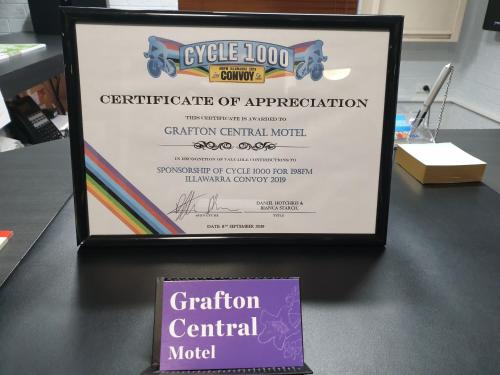 CYCLE 1000
CONVOY
CERTIFICATE OF APPRECIATION
THIS CERTIFICATE IS AWARDED TO
GRAFTON CENTRAL MOTEL
IN RECOGNITION OF VALUABLE CONTRIBUTIONS TO
SPONSORSHIP OF CYCLE 1000 FOR I98FM
ILLAWARRA CONVOY 2019
DANIEL HOTCHKIS &
BIANCA
SIGNATURE
TITLE
DATE: 8TH SEPTEMBER 2019
Grafton
Central
Motel